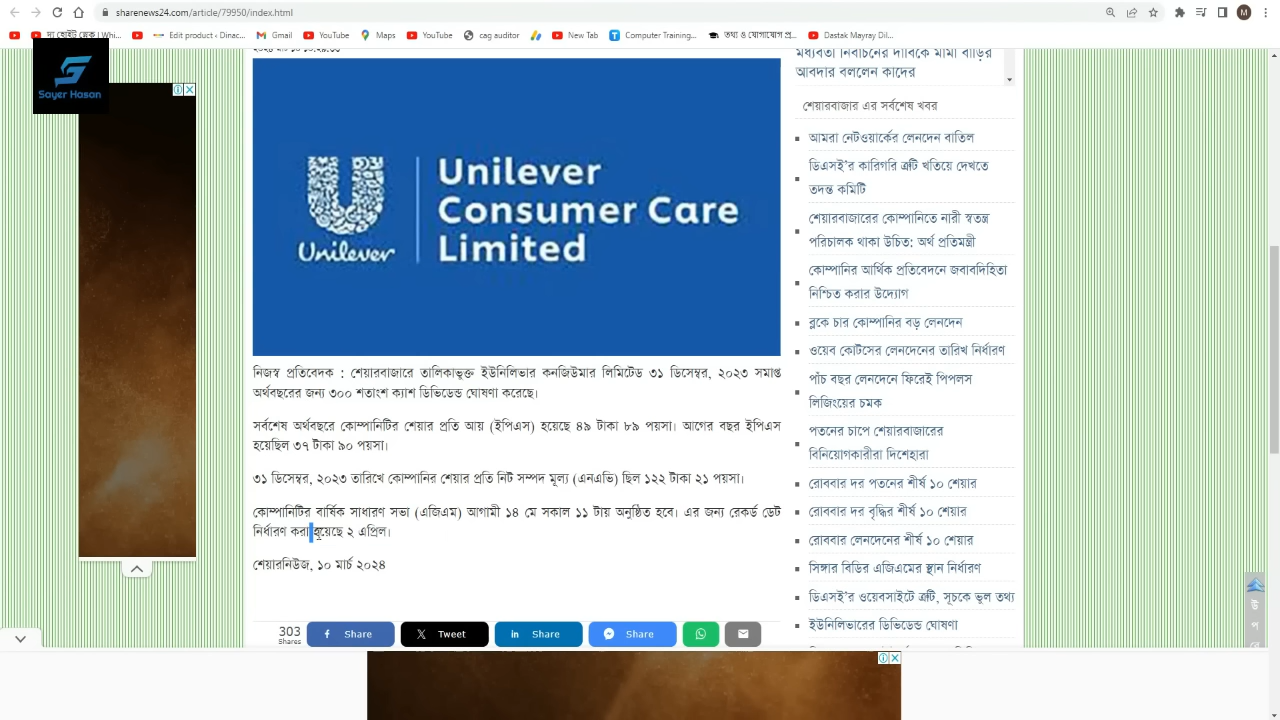 sharenews24.com/article/79950/index.html
M
দ্য হোয়াইট স্নেক | Whi...
Edit product ‹ Dinac...
Gmail
YouTube
Maps
YouTube
cag auditor
New Tab
Computer Training...
তথ্য ও যোগাযোগ প্র...
Dastak Mayray Dil...
Sayer Hason
Unilever
Unilever
Consumer Care
Limited
নিজস্ব প্রতিবেদক : শেয়ারবাজারে তালিকাভুক্ত ইউনিলিভার কনজিউমার লিমিটেড ৩১ ডিসেম্বর, ২০২৩ সমাপ্ত
অর্থবছরের জন্য ৩০০ শতাংশ ক্যাশ ডিভিডেন্ড ঘোষণা করেছে।
সর্বশেষ অর্থবছরে কোম্পানিটির শেয়ার প্রতি আয় (ইপিএস) হয়েছে ৪৯ টাকা ৮৯ পয়সা। আগের বছর ইপিএস
হয়েছিল ৩৭ টাকা ৯০ পয়সা।
৩১ ডিসেম্বর, ২০২৩ তারিখে কোম্পানির শেয়ার প্রতি নিট সম্পদ মূল্য (এনএভি) ছিল ১২২ টাকা ২১ পয়সা।
কোম্পানিটির বার্ষিক সাধারণ সভা (এজিএম) আগামী ১৪ মে সকাল ১১ টায় অনুষ্ঠিত হবে। এর জন্য রেকর্ড ডেট
নির্ধারণ করা হয়েছে ২ এপ্রিল।
শেয়ারনিউজ, ১০ মার্চ ২০২৪
303
Shares
Share
Tweet
Share
Share
মধ্যবর্তী নির্বাচনের দাবিকে মামা বাড়ির
আবদার বললেন কাদের
শেয়ারবাজার এর সর্বশেষ খবর
আমরা নেটওয়ার্কের লেনদেন বাতিল
ডিএসই’র কারিগরি ত্রুটি খতিয়ে দেখতে
তদন্ত কমিটি
শেয়ারবাজারের কোম্পানিতে নারী স্বতন্ত্র
পরিচালক থাকা উচিত: অর্থ প্রতিমন্ত্রী
কোম্পানির আর্থিক প্রতিবেদনে জবাবদিহিতা
নিশ্চিত করার উদ্যোগ
ব্লকে চার কোম্পানির বড় লেনদেন
ওয়েব কোটসের লেনদেনের তারিখ নির্ধারণ
পাঁচ বছর লেনদেনে ফিরেই পিপলস
লিজিংয়ের চমক
পতনের চাপে শেয়ারবাজারের
বিনিয়োগকারীরা দিশেহারা
রোববার দর পতনের শীর্ষ ১০ শেয়ার
রোববার দর বৃদ্ধির শীর্ষ ১০ শেয়ার
রোববার লেনদেনের শীর্ষ ১০ শেয়ার
সিঙ্গার বিডির এজিএমের স্থান নির্ধারণ
ডিএসই’র ওয়েবসাইটে ত্রুটি, সূচকে ভুল তথ্য
ইউনিলিভারের ডিভিডেন্ড ঘোষণা